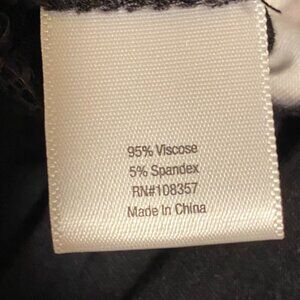 95% Viscose
5% Spandex
RN#108357
Made In China